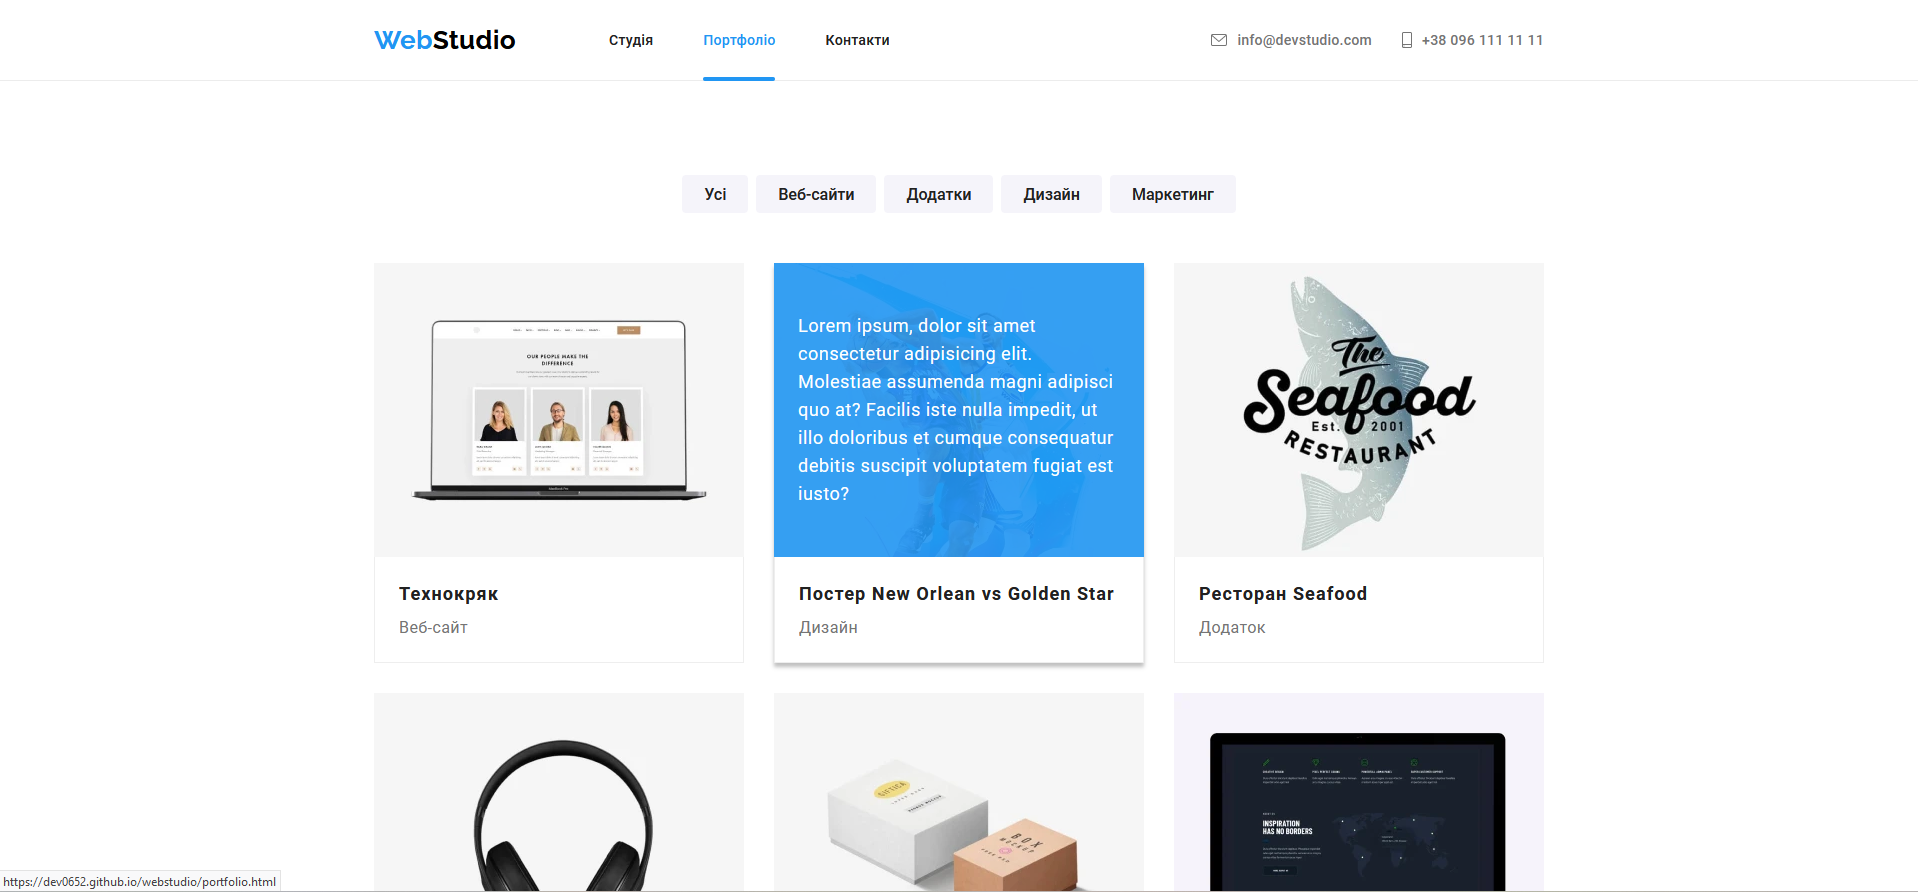 WebStudio
Студія
Портфоліо
Контакти
info@devstudio.com
+38 096 111 11 11
Усі
Веб-сайти
Додатки
Дизайн
Маркетинг
OUR PEOPLE MAKE THE
DIFFERENCE
Lorem ipsum, dolor sit amet
consectetur adipisicing elit.
Molestiae assumenda magni adipisci
quo at? Facilis iste nulla impedit, ut
illo doloribus et cumque consequatur
debitis suscipit voluptatem fugiat est
iusto?
The
Seafood
Est. 2001
RESTAURANT
Технокряк
Веб-сайт
Постер New Orlean vs Golden Star
Дизайн
Ресторан Seafood
Додаток
BOX
MOCKUP
INSPIRATION
HAS NO BORDERS
https://dev0652.github.io/webstudio/portfolio.html